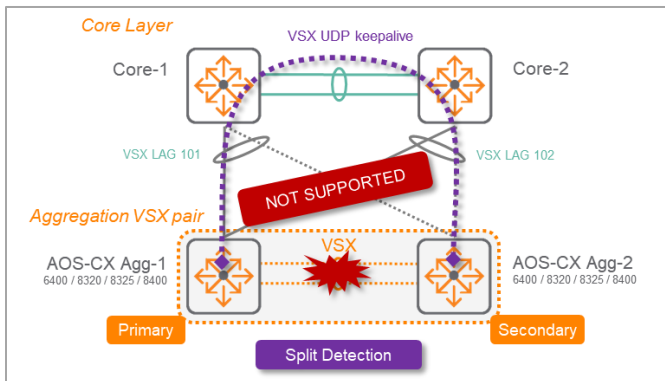 Core Layer
VSX UDP keepalive
Core-1
Core-2
VSX LAG 101
VSX LAG 102
NOT SUPPORTED
Aggregation VSX pair
VSX
AOS-CX Agg-1
6400 / 8320 / 8325 / 8400
AOS-CX Agg-2
6400 / 8320 / 8325 / 8400
Primary
Secondary
Split Detection